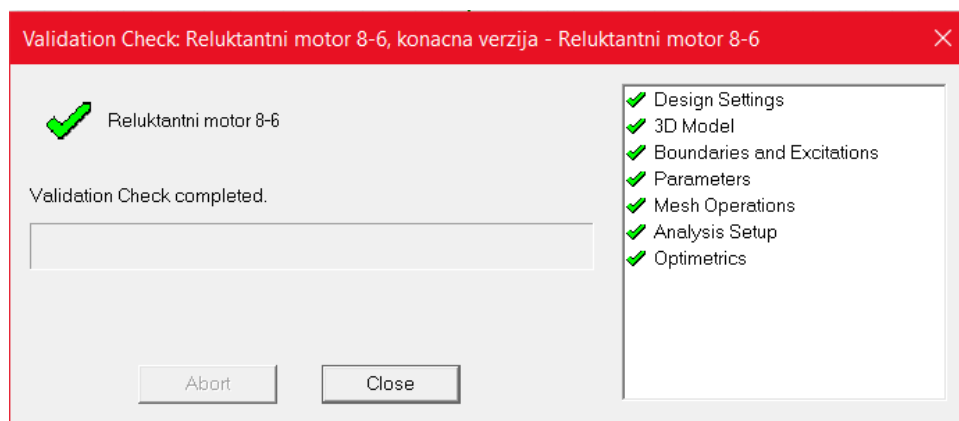 Validation Check: Reluktantni motor 8-6, konacna verzija - Reluktantni motor 8-6
Reluktantni motor 8-6
Validation Check completed.
Abort
Close
Design Settings
3D Model
Boundaries and Excitations
Parameters
Mesh Operations
Analysis Setup
Optimetrics